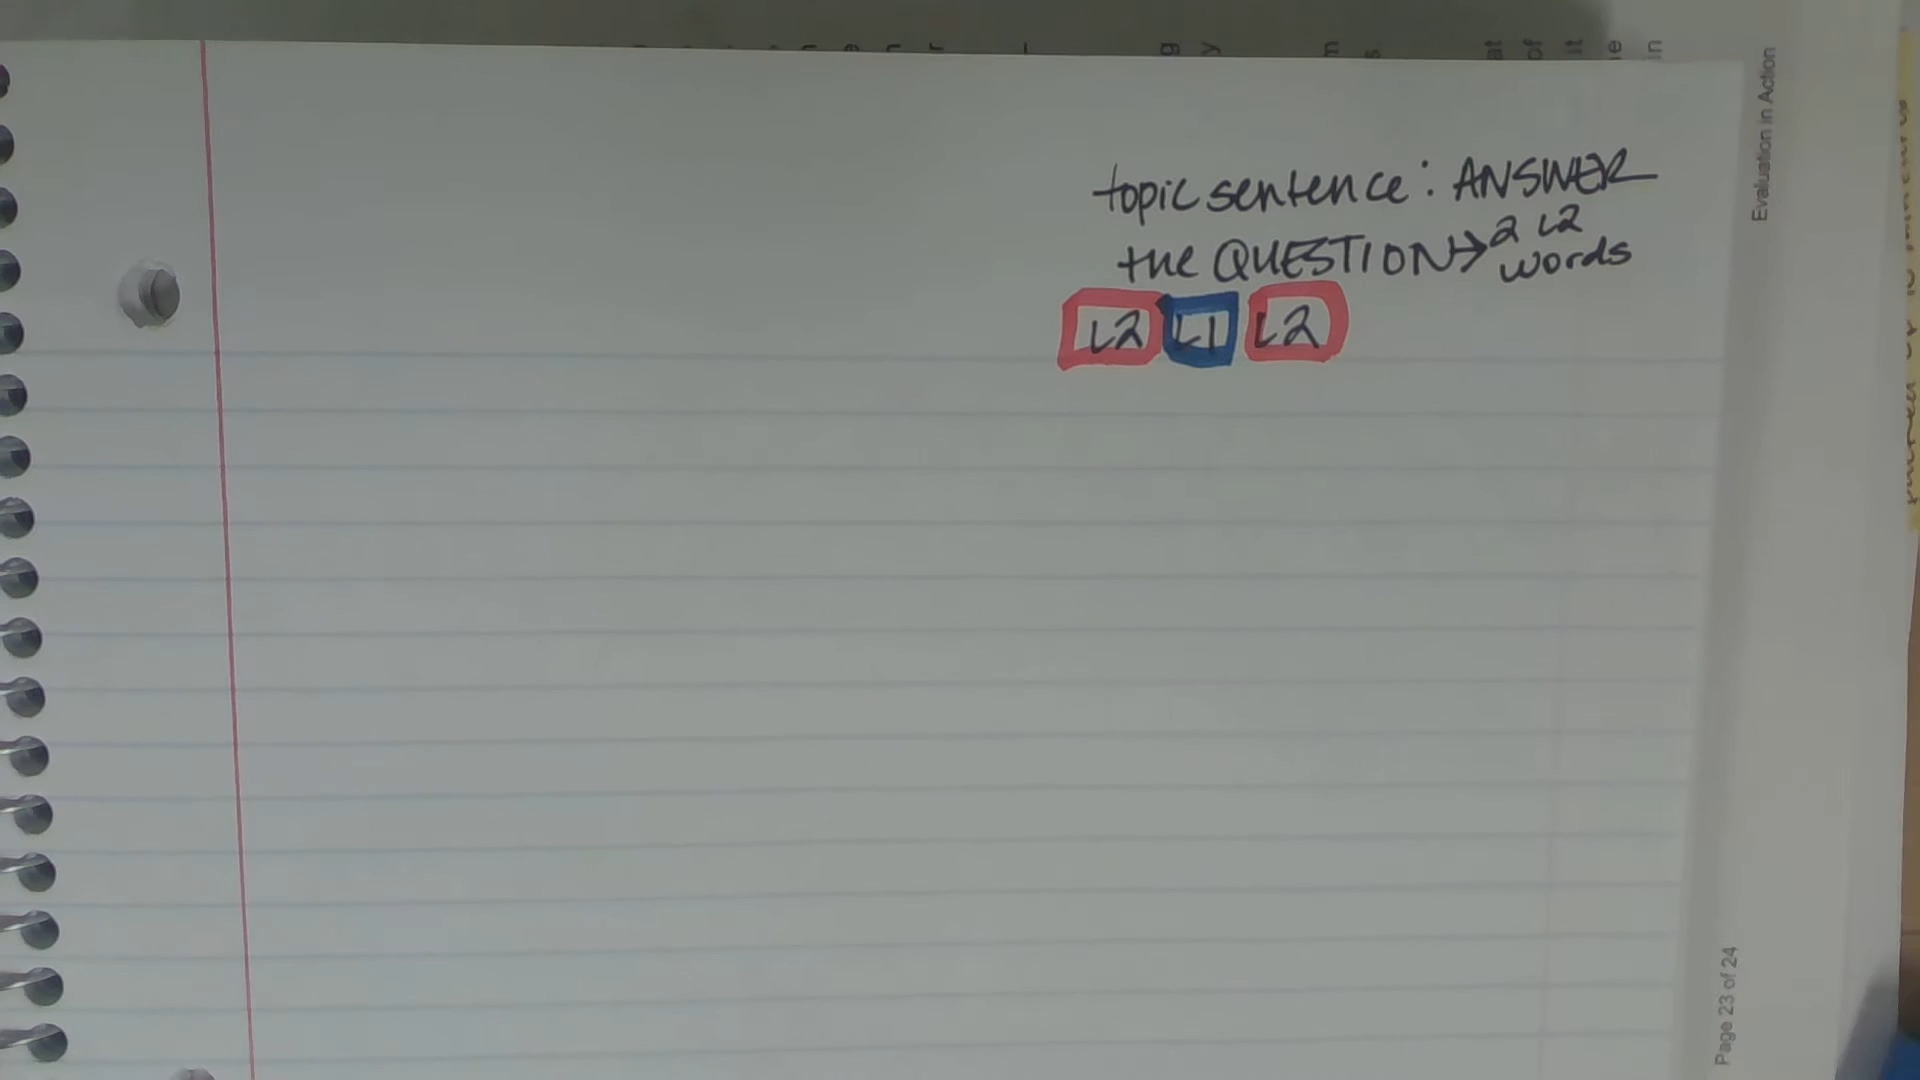 topic sentence: ANSWER
the QUESTION→ 2 L2
words
L2 L1 L2
Evaluation in Action
Page 23 of 24